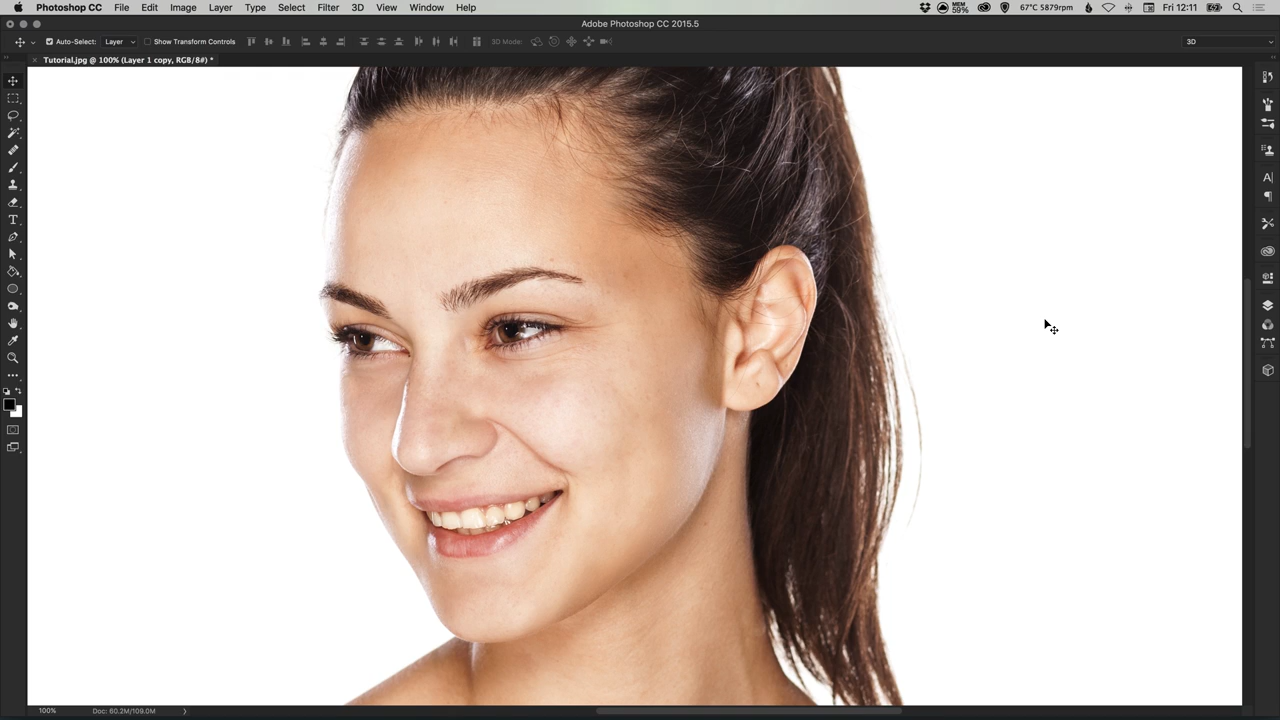 Photoshop CC File Edit Image Layer Type Select Filter 3D View Window Help MEM 59% 67°C 5879rpm Fri 12:11
Adobe Photoshop CC 2015.5
Auto-Select: Layer Show Transform Controls 3D Mode: 3D
Tutorial.jpg @ 100% (Layer 1 copy, RGB/8#) *
100% Doc: 60.2M/109.0M